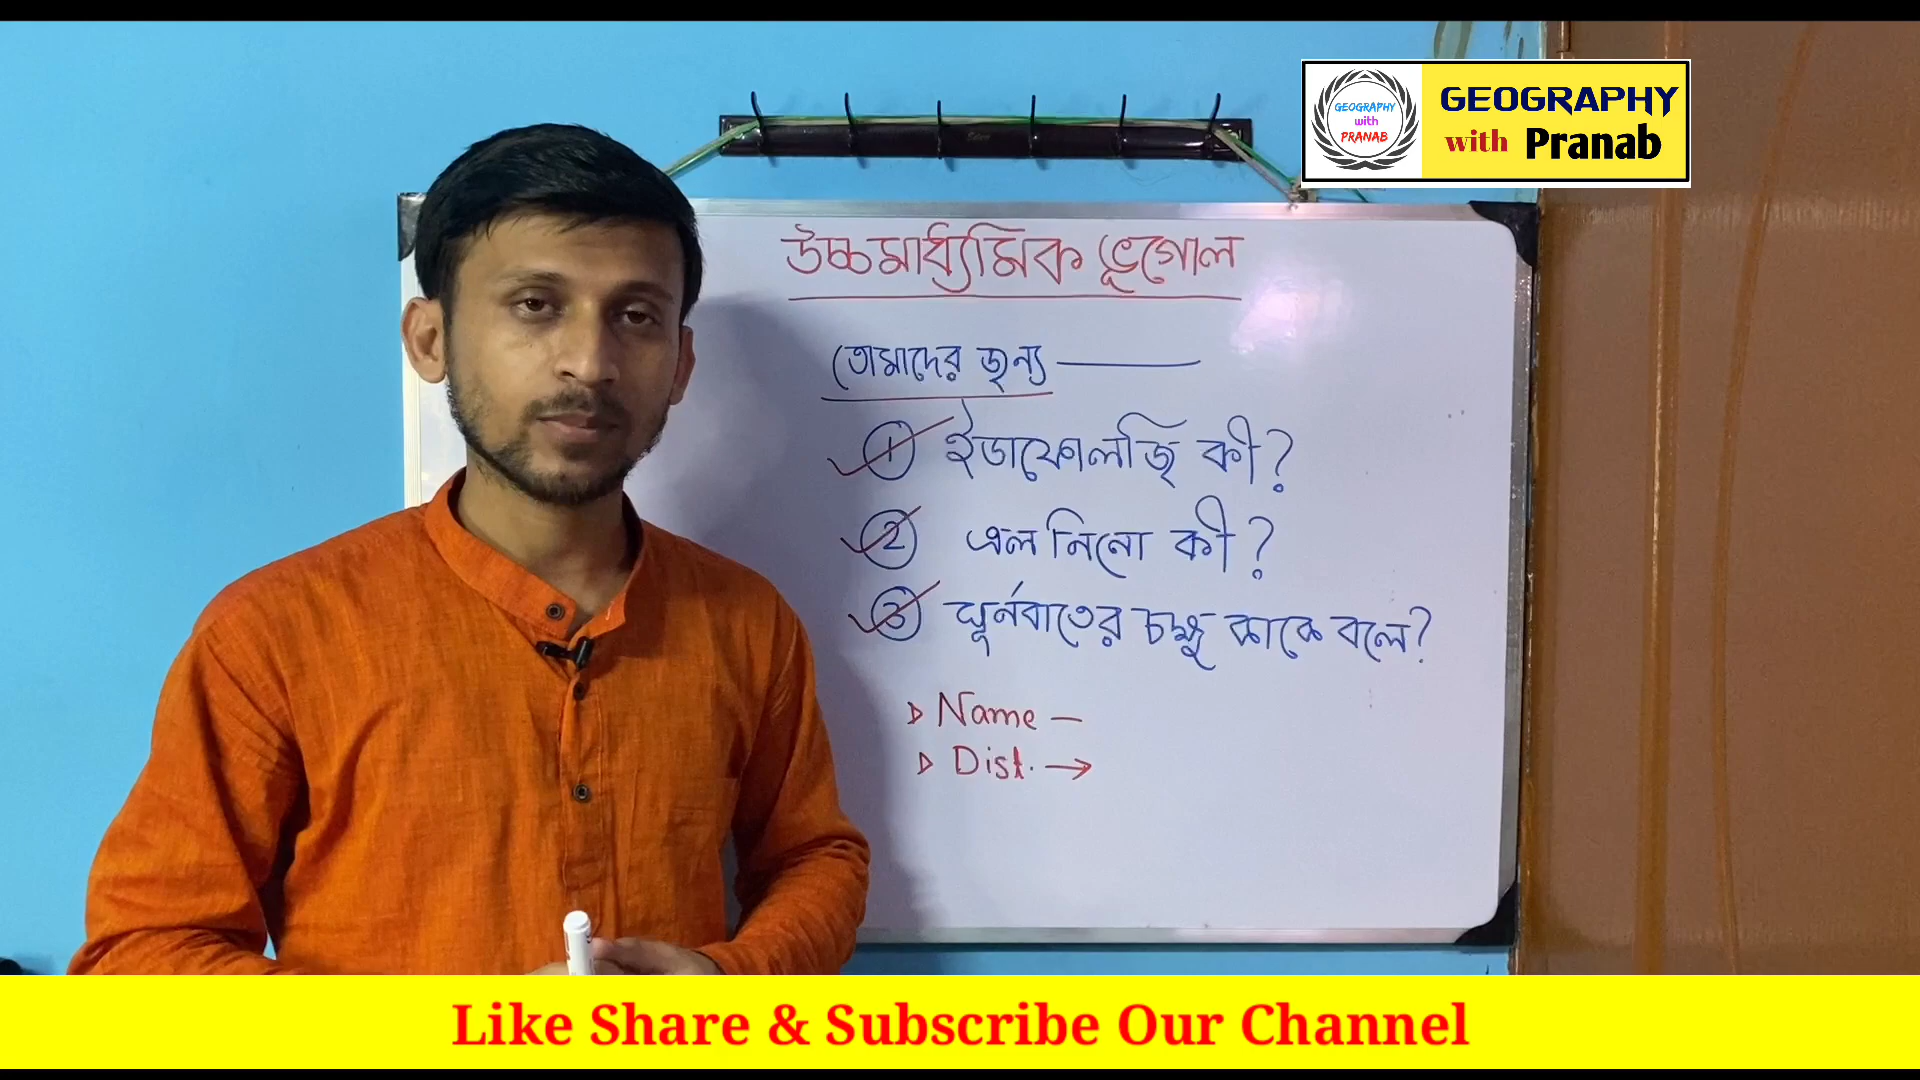 GEOGRAPHY
with
PRANAB
GEOGRAPHY
with Pranab
উচ্চমাধ্যমিক ভূগোল
তোমাদের জন্য —
① ইডাফোলজি কী?
② এল নিনো কী?
③ ঘূর্নবাতের চক্ষু কাকে বলে?
▷ Name —
▷ Dist. →
Like Share & Subscribe Our Channel